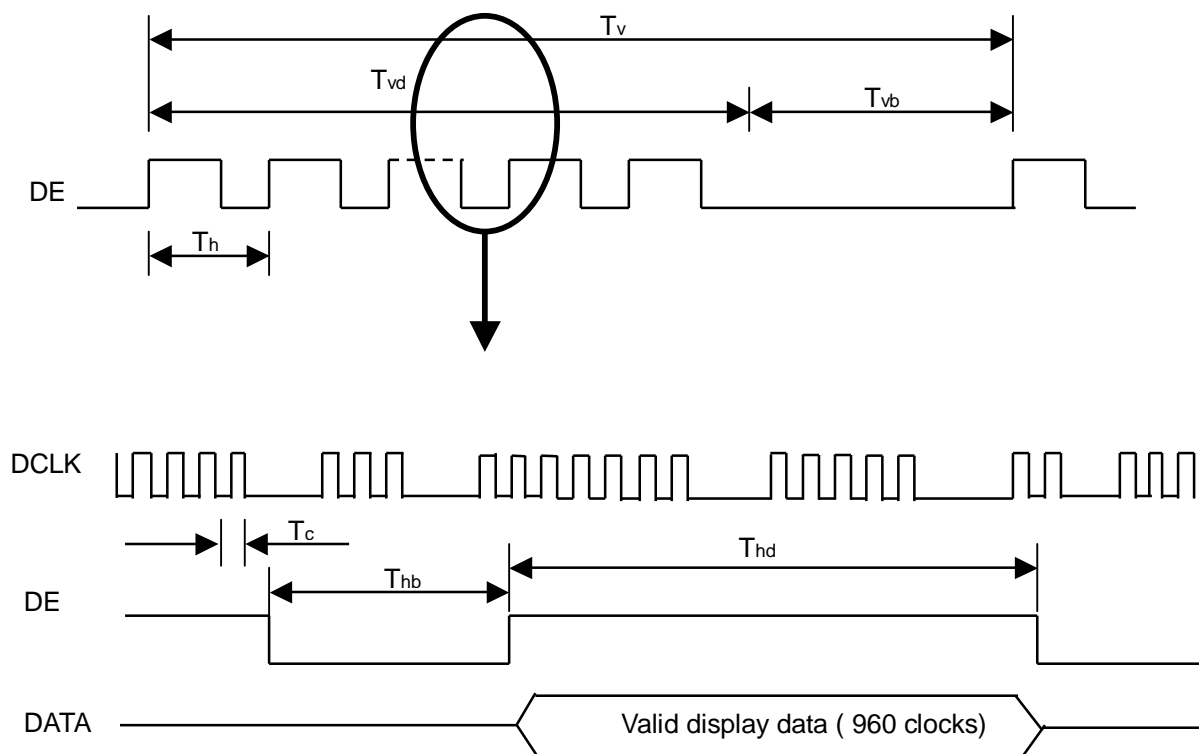 Tv
Tvd
Tvb
DE
Th
DCLK
Tc
Thd
Thb
DE
DATA
Valid display data ( 960 clocks)